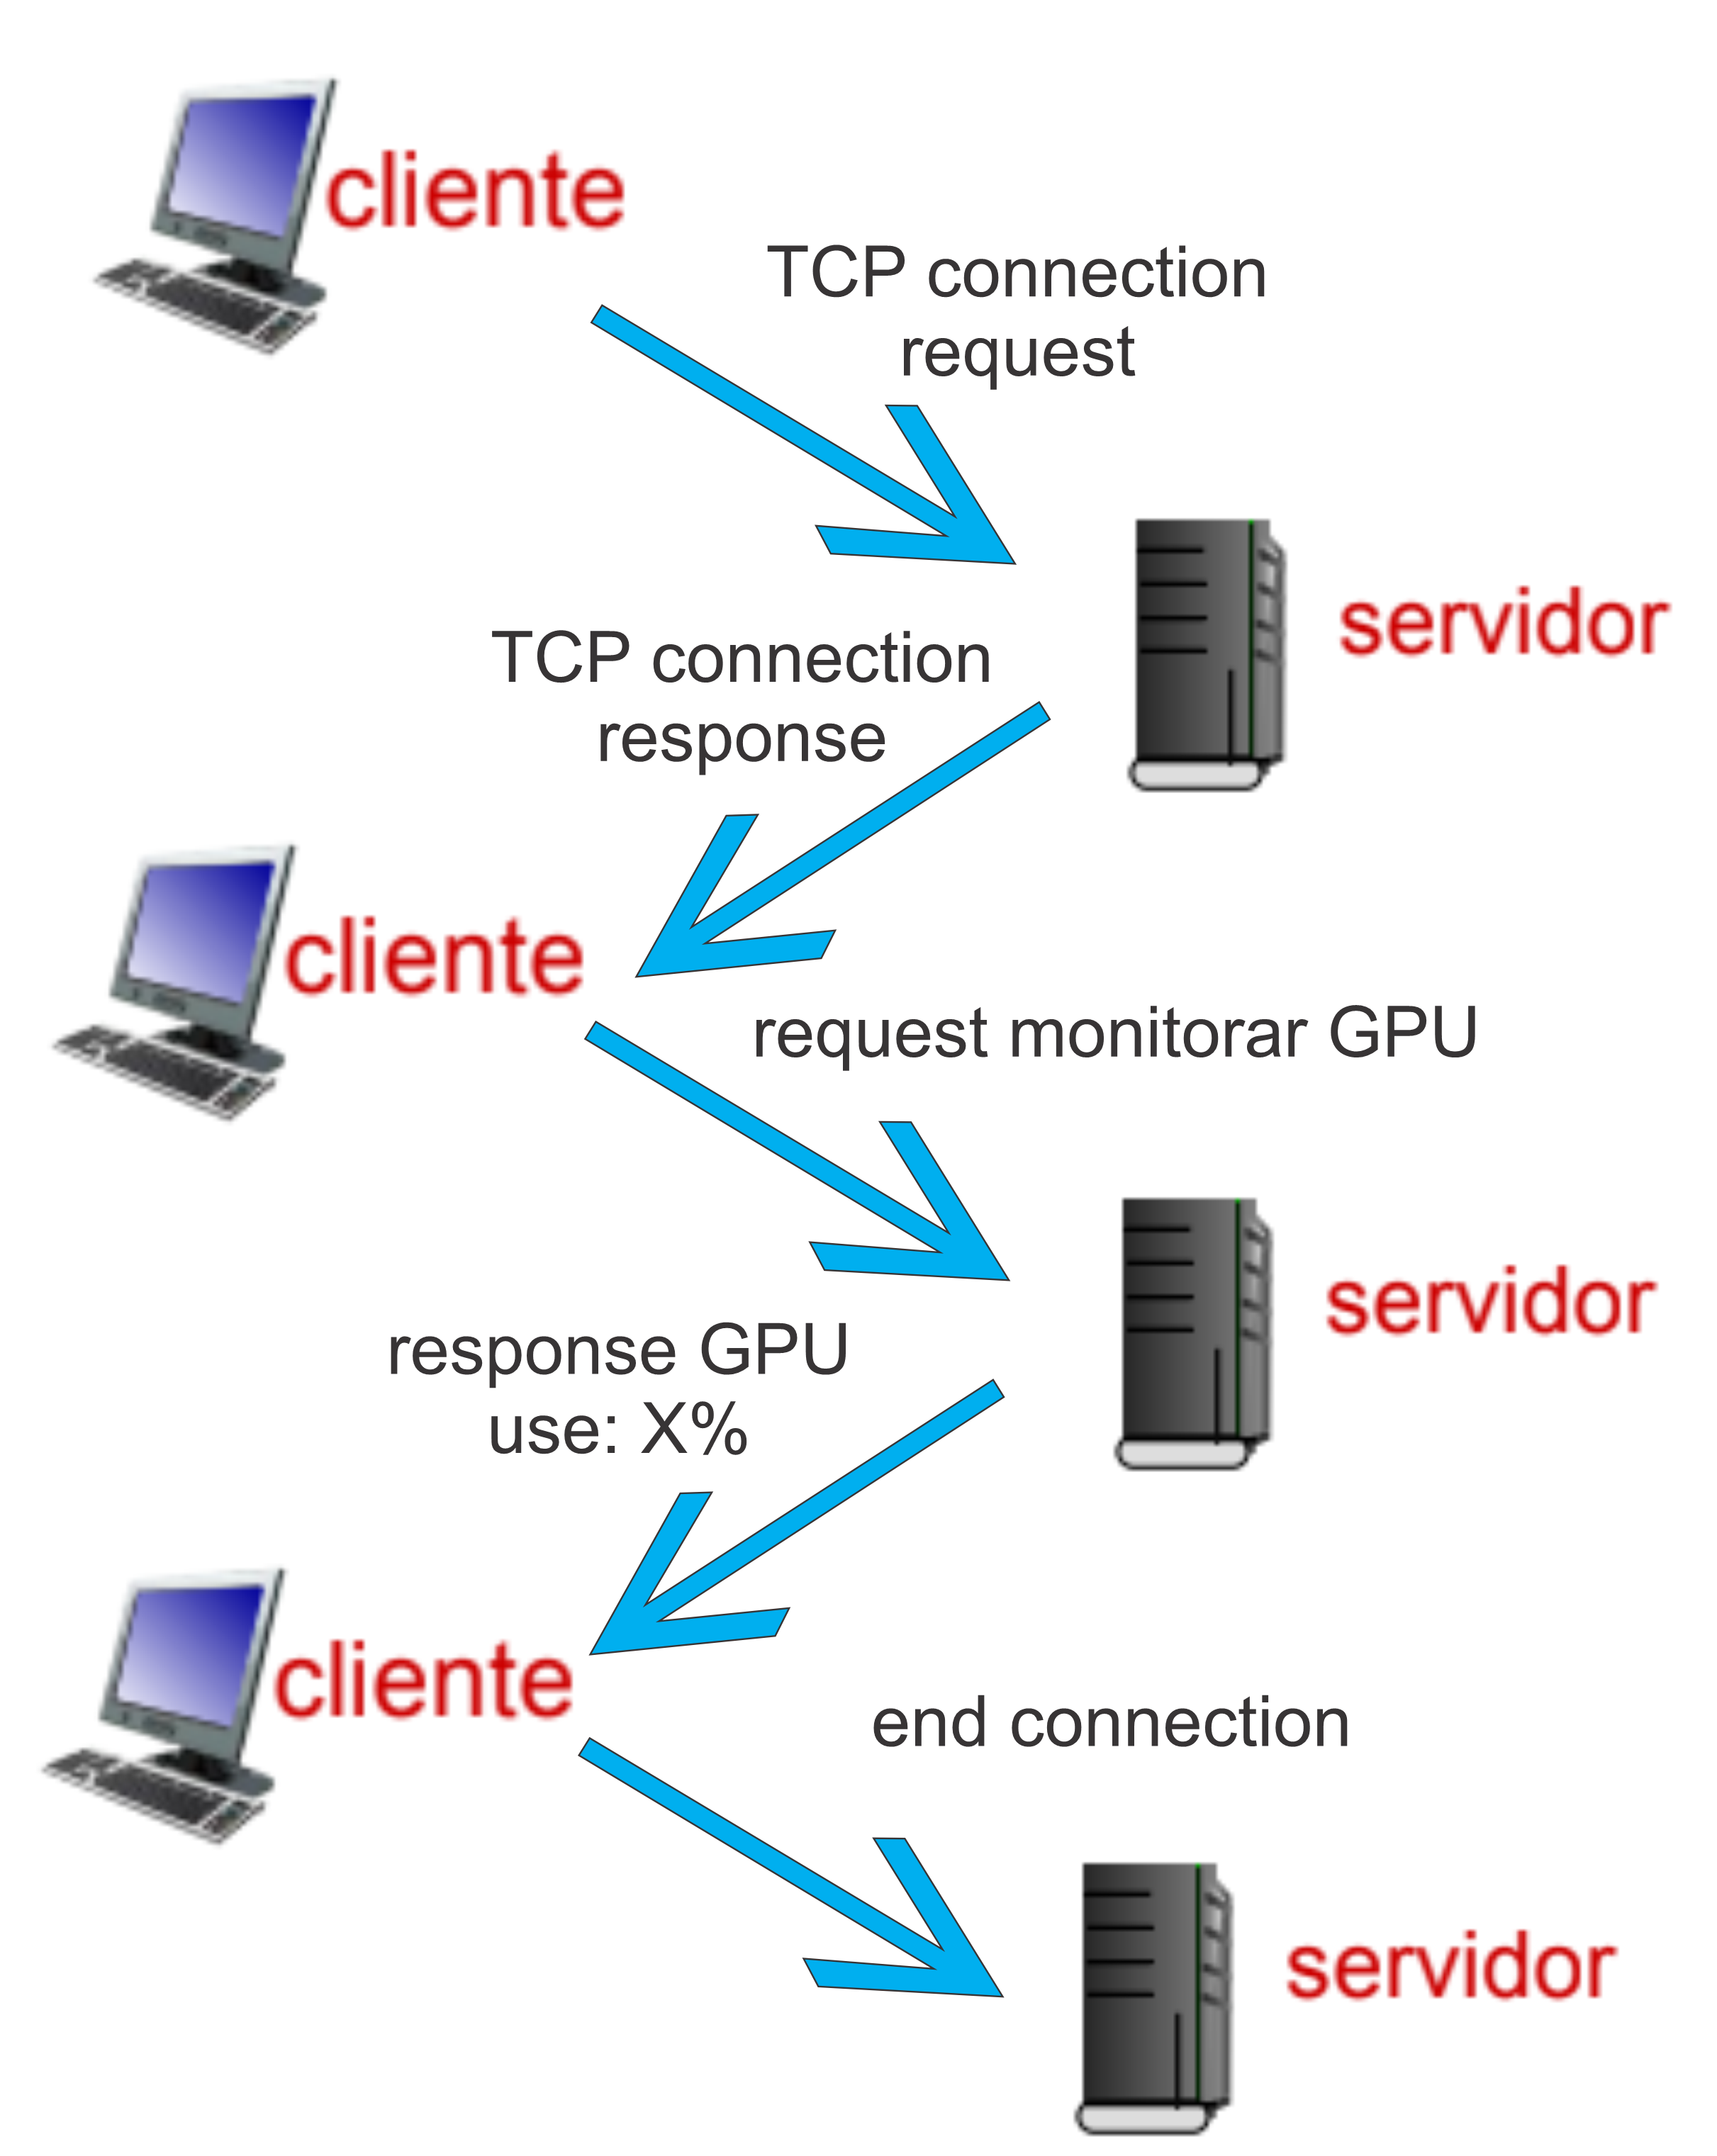 cliente
TCP connection
request
servidor
TCP connection
response
cliente
request monitorar GPU
servidor
response GPU
use: X%
cliente
end connection
servidor